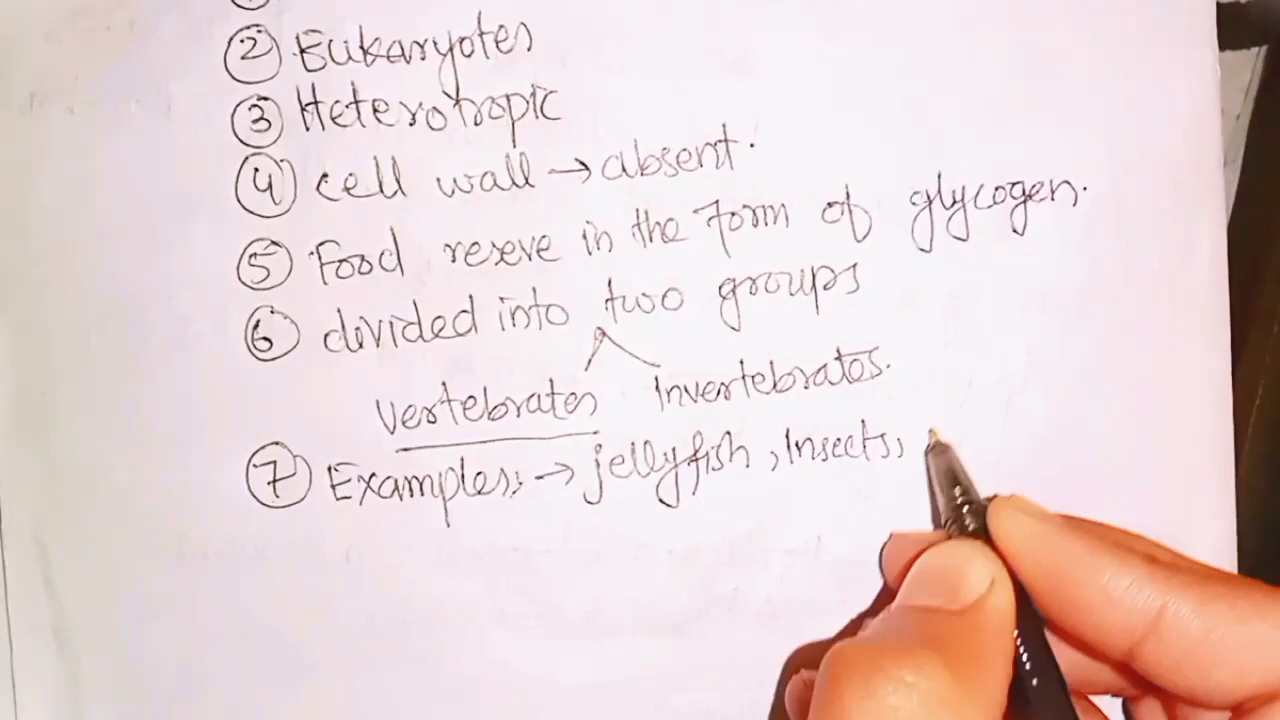 ② Eukaryotes
③ Heterotropic
④ cell wall → absent.
⑤ Food reserve in the form of glycogen.
⑥ divided into two groups
vertebrates Invertebrates.
⑦ Examples; → jellyfish, Insects,